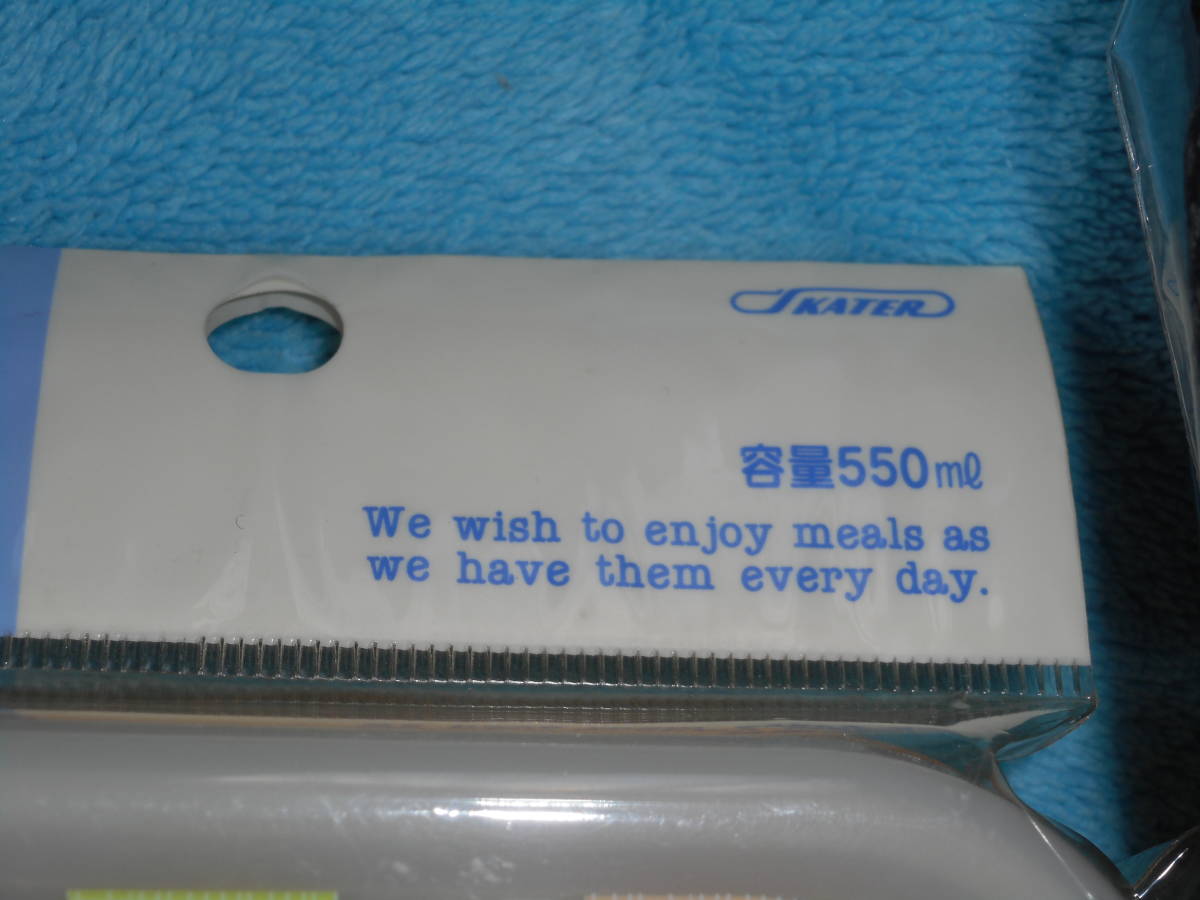 SKATER
容量550ml
We wish to enjoy meals as
we have them every day.